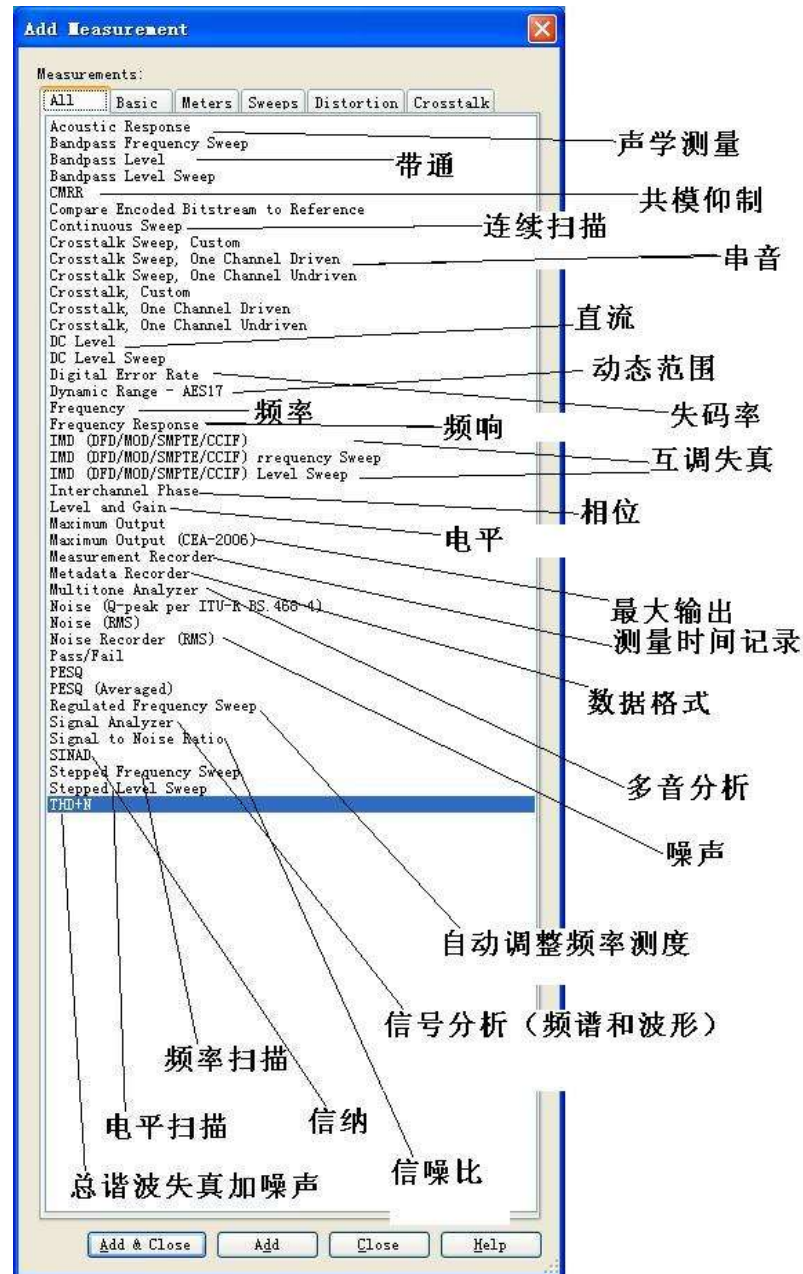 Add Measurement
Measurements:
All Basic Meters Sweeps Distortion Crosstalk
Acoustic Response
声学测量
Bandpass Frequency Sweep
Bandpass Level
带通
Bandpass Level Sweep
CMRR
共模仰制
Compare Encoded Bitstream to Reference
Continuous Sweep
连续扫描
Crosstalk Sweep, Custom
Crosstalk Sweep, One Channel Driven
串音
Crosstalk Sweep, One Channel Undriven
Crosstalk, Custom
Crosstalk, One Channel Driven
Crosstalk, One Channel Undriven
DC Level
直流
DC Level Sweep
Digital Error Rate
失码率
Dynamic Range - AES17
动态范围
Frequency
频率
Frequency Response
频响
IMD (DFD/MOD/SMPTE/CCIF)
互调失真
IMD (DFD/MOD/SMPTE/CCIF) rrequency Sweep
IMD (DFD/MOD/SMPTE/CCIF) Level Sweep
Interchannel Phase
相位
Level and Gain
电平
Maximum Output
Maximum Output (CEA-2006)
最大输出
Measurement Recorder
测量时间记录
Metadata Recorder
数据格式
Multitone Analyzer
多音分析
Noise (Q-peak per ITU-R BS.468-4)
Noise (RMS)
Noise Recorder (RMS)
噪声
Pass/Fail
PESQ
PESQ (Averaged)
Regulated Frequency Sweep
自动调整频率测度
Signal Analyzer
信号分析（频谱和波形）
Signal to Noise Ratio
信噪比
SINAD
信纳
Stepped Frequency Sweep
频率扫描
Stepped Level Sweep
电平扫描
THD+N
总谐波失真加噪声
Add & Close Add Close Help